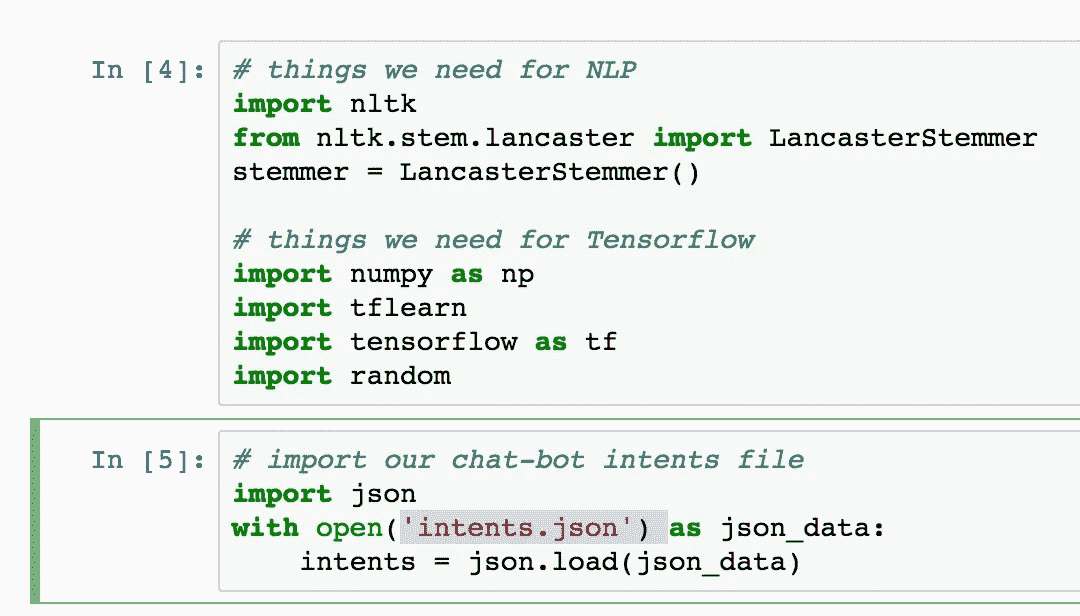 In [4]: # things we need for NLP
import nltk
from nltk.stem.lancaster import LancasterStemmer
stemmer = LancasterStemmer()
# things we need for Tensorflow
import numpy as np
import tflearn
import tensorflow as tf
import random
In [5]: # import our chat-bot intents file
import json
with open('intents.json') as json_data:
    intents = json.load(json_data)